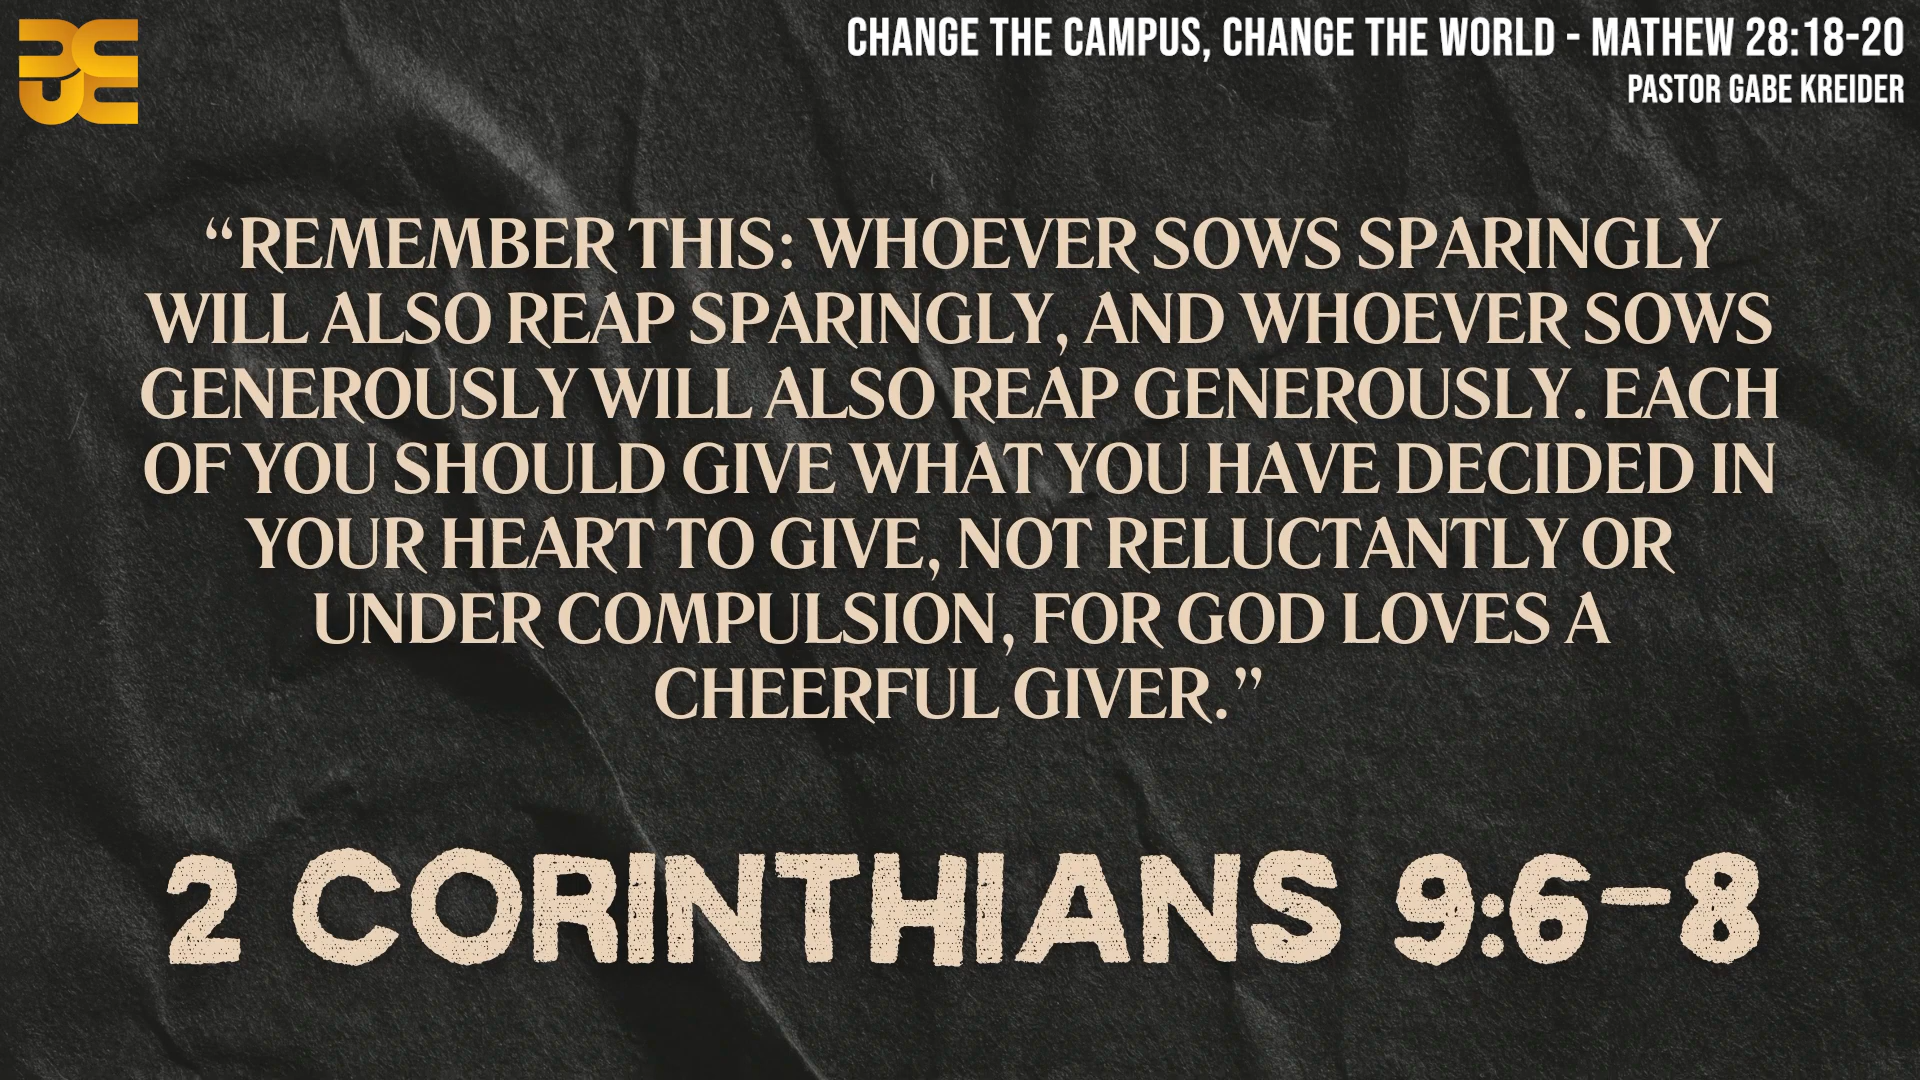 CHANGE THE CAMPUS, CHANGE THE WORLD - MATHEW 28:18-20
PASTOR GABE KREIDER
“REMEMBER THIS: WHOEVER SOWS SPARINGLY
WILL ALSO REAP SPARINGLY, AND WHOEVER SOWS
GENEROUSLY WILL ALSO REAP GENEROUSLY. EACH
OF YOU SHOULD GIVE WHAT YOU HAVE DECIDED IN
YOUR HEART TO GIVE, NOT RELUCTANTLY OR
UNDER COMPULSION, FOR GOD LOVES A
CHEERFUL GIVER.”
2 CORINTHIANS 9:6-8